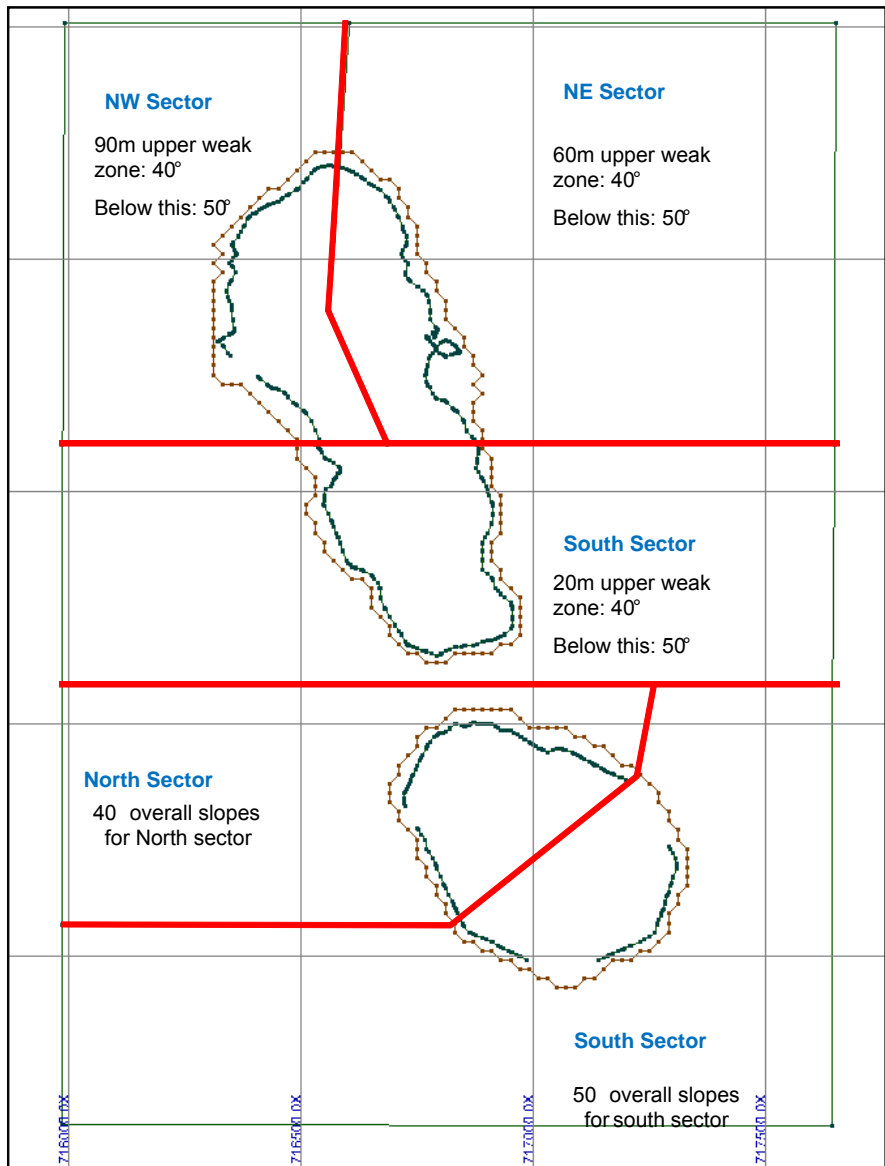 NW Sector
90m upper weak
zone: 40°
Below this: 50°
NE Sector
60m upper weak
zone: 40°
Below this: 50°
South Sector
20m upper weak
zone: 40°
Below this: 50°
North Sector
40 overall slopes
for North sector
South Sector
50 overall slopes
for south sector
716000.0X
716500.0X
717000.0X
717500.0X